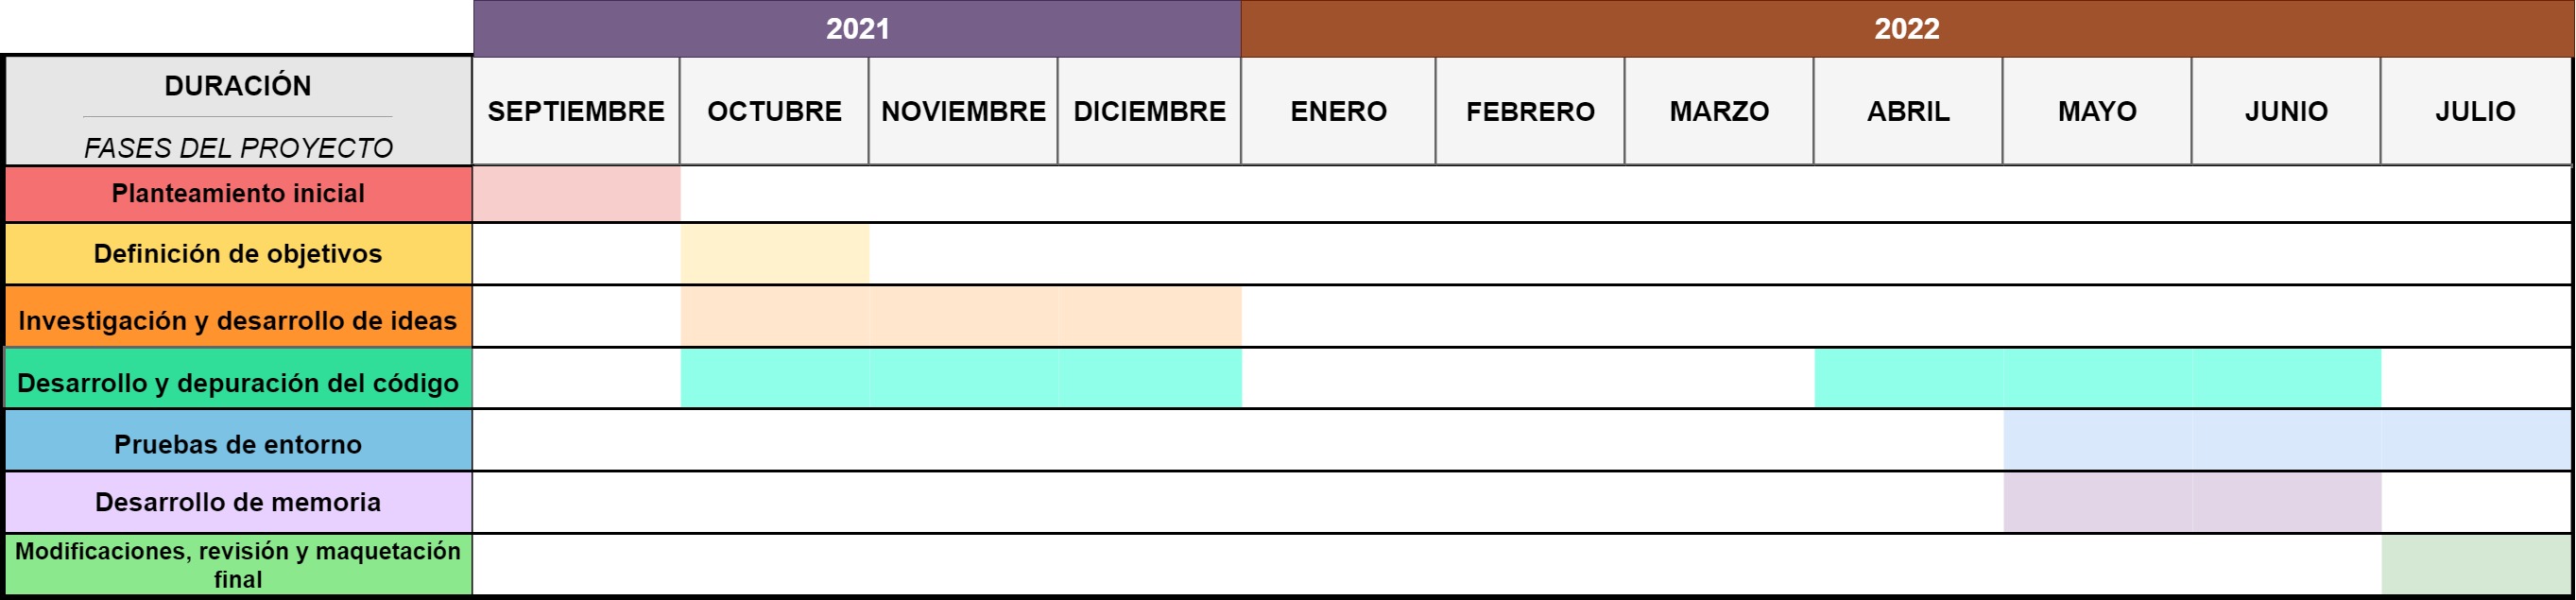 2021
2022
DURACIÓN
FASES DEL PROYECTO
SEPTIEMBRE
OCTUBRE
NOVIEMBRE
DICIEMBRE
ENERO
FEBRERO
MARZO
ABRIL
MAYO
JUNIO
JULIO
Planteamiento inicial
Definición de objetivos
Investigación y desarrollo de ideas
Desarrollo y depuración del código
Pruebas de entorno
Desarrollo de memoria
Modificaciones, revisión y maquetación
final